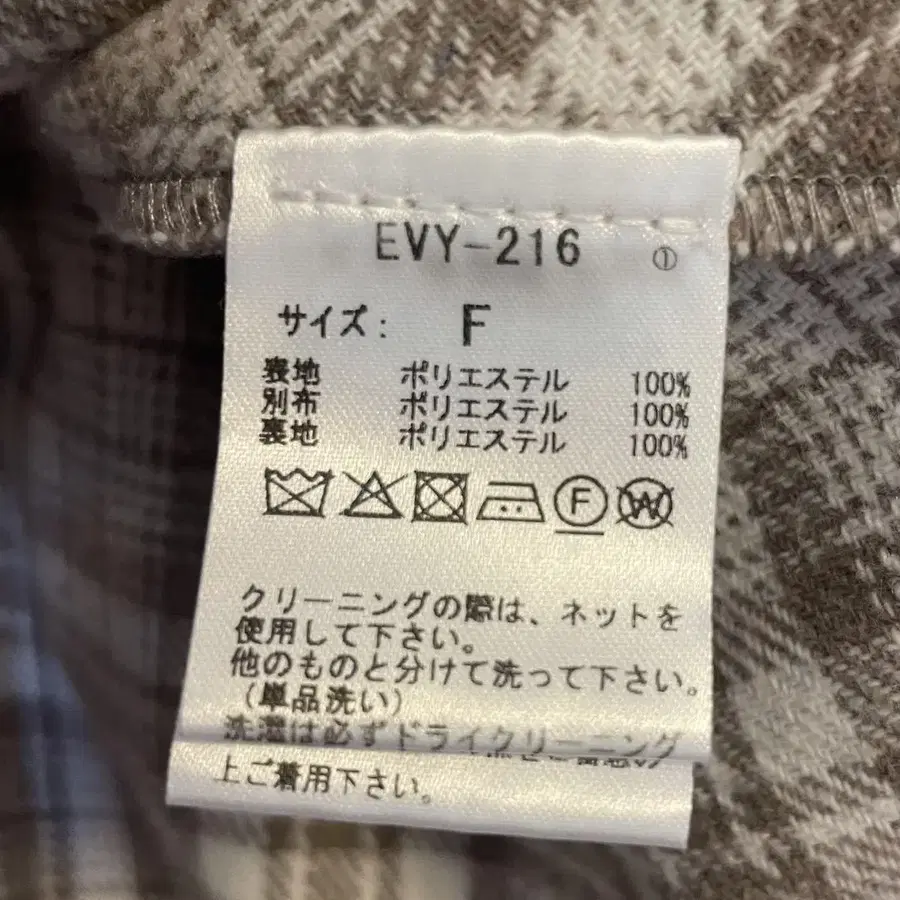 EVY-216 ①
サイズ: F
表地 ポリエステル 100%
別布 ポリエステル 100%
裏地 ポリエステル 100%
F W
クリーニングの際は、ネットを
使用して下さい。
他のものと分けて洗って下さい。
(単品洗い)
洗濯は必ずドライクリーニング
上ご着用下さい。